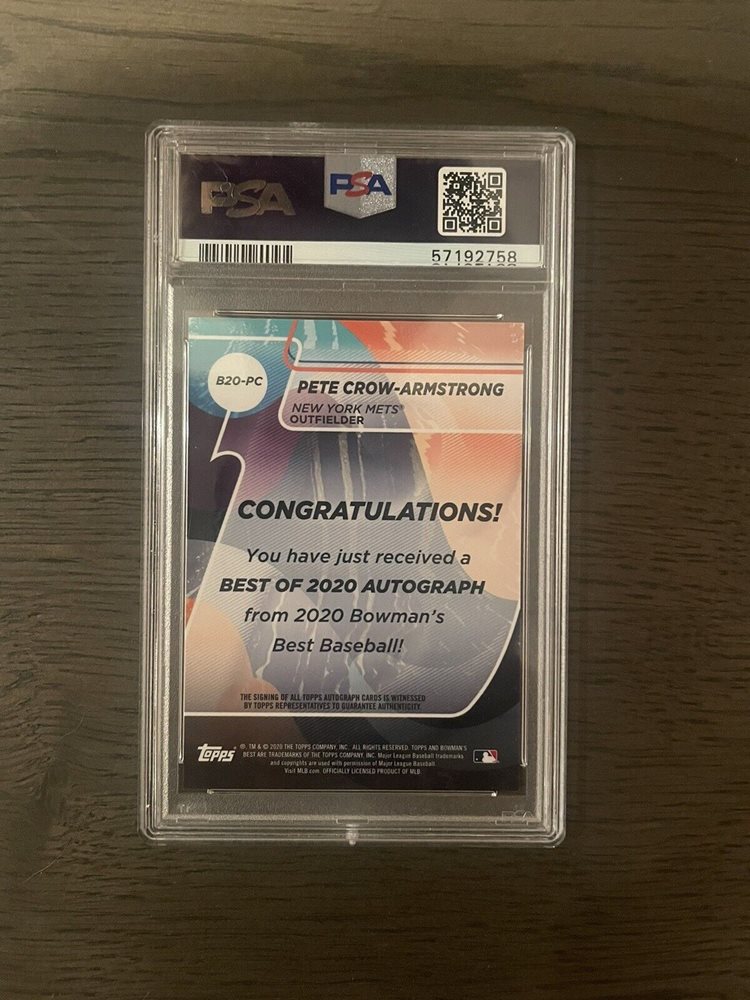 PSA PSA
57192758
B20-PC
PETE CROW-ARMSTRONG
NEW YORK METS®
OUTFIELDER
CONGRATULATIONS!
You have just received a
BEST OF 2020 AUTOGRAPH
from 2020 Bowman's
Best Baseball!
THE SIGNING OF ALL TOPPS AUTOGRAPH CARDS IS WITNESSED
BY TOPPS REPRESENTATIVES TO GUARANTEE AUTHENTICITY.
Topps
®, TM & © 2020 THE TOPPS COMPANY, INC. ALL RIGHTS RESERVED. TOPPS AND BOWMAN'S
BEST ARE TRADEMARKS OF THE TOPPS COMPANY, INC. Major League Baseball trademarks
and copyrights are used with permission of Major League Baseball.
Visit MLB.com. OFFICIALLY LICENSED PRODUCT OF MLB.
PSA